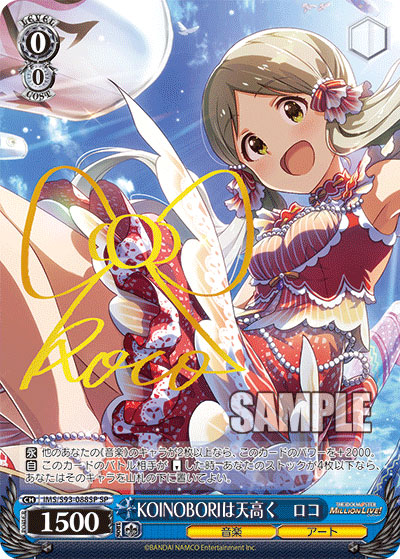 LEVEL
0
0
COST
Roco
SAMPLE
永 他のあなたの《音楽》のキャラが2枚以上なら、このカードのパワーを+2000。
自 このカードのバトル相手が した時、あなたのストックが4枚以下なら、
あなたはそのキャラを山札の下に置いてよい。
CH IMS/S93-088SP SP
POWER
1500
KOINOBORIは天高く ロコ
THE IDOLM@STER
MILLION LIVE!
音楽
アート
©BANDAI NAMCO Entertainment Inc.